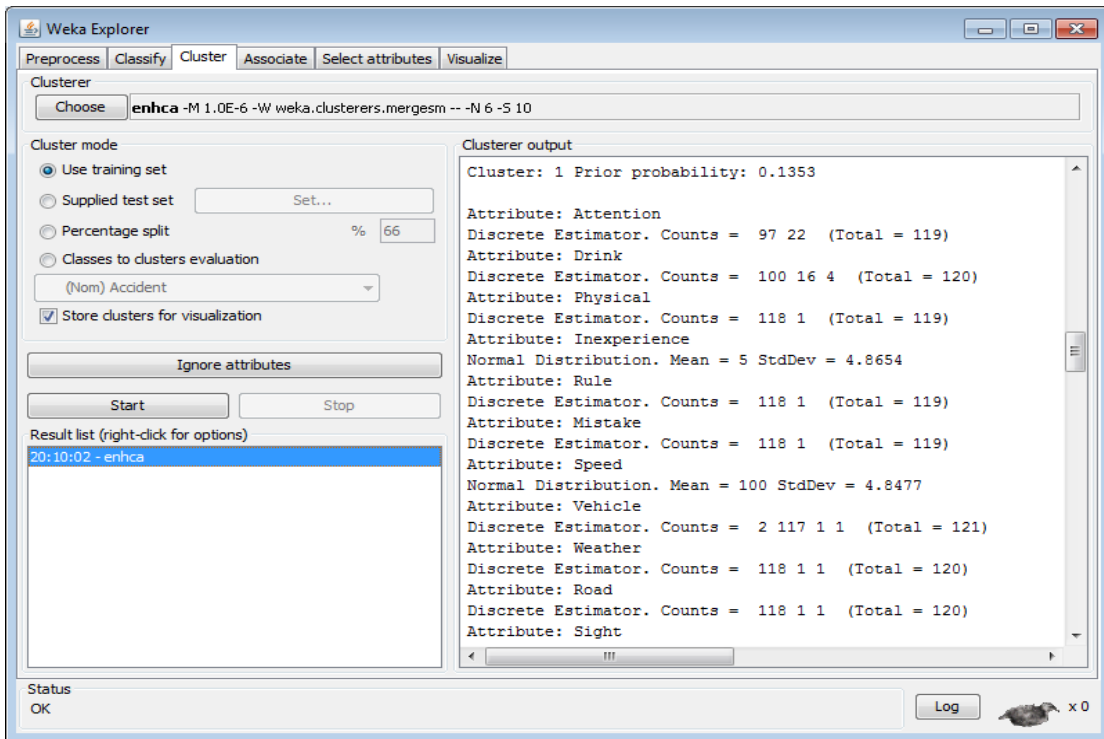 Weka Explorer
Preprocess Classify Cluster Associate Select attributes Visualize
Clusterer
Choose enhca -M 1.0E-6 -W weka.clusterers.mergesm -- -N 6 -S 10
Cluster mode
Use training set
Supplied test set Set...
Percentage split % 66
Classes to clusters evaluation
(Nom) Accident
Store clusters for visualization
Ignore attributes
Start Stop
Result list (right-click for options)
20:10:02 - enhca
Clusterer output
Cluster: 1 Prior probability: 0.1353
Attribute: Attention
Discrete Estimator. Counts = 97 22 (Total = 119)
Attribute: Drink
Discrete Estimator. Counts = 100 16 4 (Total = 120)
Attribute: Physical
Discrete Estimator. Counts = 118 1 (Total = 119)
Attribute: Inexperience
Normal Distribution. Mean = 5 StdDev = 4.8654
Attribute: Rule
Discrete Estimator. Counts = 118 1 (Total = 119)
Attribute: Mistake
Discrete Estimator. Counts = 118 1 (Total = 119)
Attribute: Speed
Normal Distribution. Mean = 100 StdDev = 4.8477
Attribute: Vehicle
Discrete Estimator. Counts = 2 117 1 1 (Total = 121)
Attribute: Weather
Discrete Estimator. Counts = 118 1 1 (Total = 120)
Attribute: Road
Discrete Estimator. Counts = 118 1 1 (Total = 120)
Attribute: Sight
Status
OK
Log x 0